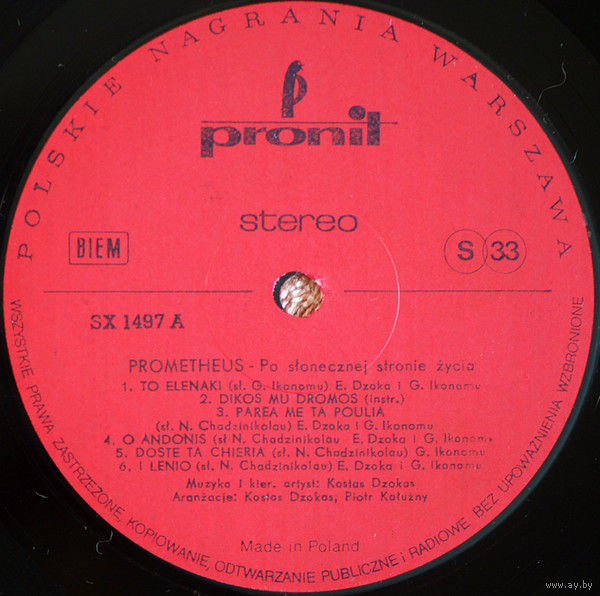 POLSKIE NAGRANIA WARSZAWA
pronit
stereo
BIEM
S 33
SX 1497 A
PROMETHEUS - Po słonecznej stronie życia
1. TO ELENAKI (sł. G. Ikonomu) E. Dzoka i G. Ikonomu
2. DIKOS MU DROMOS (instr.)
3. PAREA ME TA POULIA
(sł. N. Chadzinikolau) E. Dzoka i G. Ikonomu
4. O ANDONIS (sł N. Chadzinikolau E. Dzoka i G. Ikonomu
5. DOSTE TA CHIERIA (sł. N. Chadzinikolau) G. Ikonomu
6. I LENIO (sł. N. Chadzinikolau) E. Dzoka i G. Ikonomu
Muzyka i kier. artyst: Kostas Dzokas
Aranżacje: Kostas Dzokas, Piotr Kałużny
Made in Poland
WSZYSTKIE PRAWA ZASTRZEŻONE, KOPIOWANIE, ODTWARZANIE PUBLICZNE i RADIOWE BEZ UPOWAŻNIENIA WZBRONIONE
www.ay.by